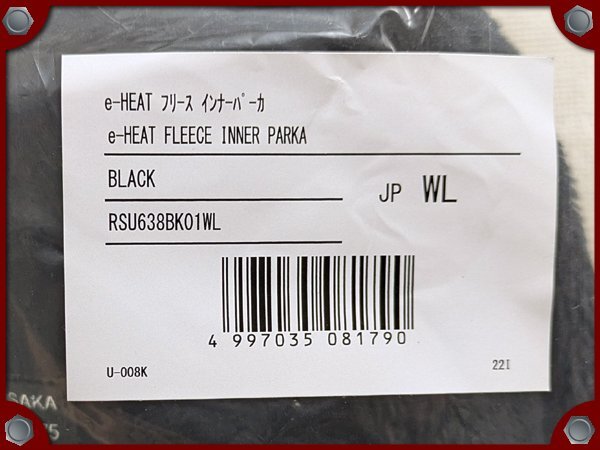 e-HEAT ﾌﾘｰｽ ｲﾝﾅｰﾊﾟｰｶ
e-HEAT FLEECE INNER PARKA
BLACK
JP WL
RSU638BK01WL
4 997035 081790
U-008K
22I
SAKA